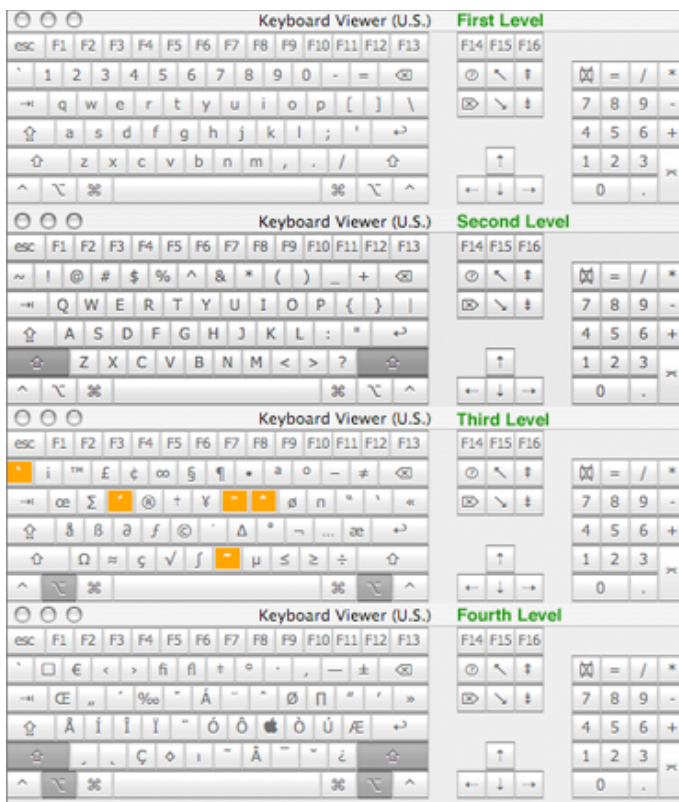 Keyboard Viewer (U.S.) First Level
esc F1 F2 F3 F4 F5 F6 F7 F8 F9 F10 F11 F12 F13 F14 F15 F16
` 1 2 3 4 5 6 7 8 9 0 - = ⌫ ↖ ⇞ = / *
⇥ q w e r t y u i o p [ ] \ ⌦ ↘ ⇟ 7 8 9 -
⇪ a s d f g h j k l ; ' ↩ 4 5 6 +
⇧ z x c v b n m , . / ⇧ ↑ 1 2 3 ⌤
^ ⌥ ⌘ ⌘ ⌥ ^ ← ↓ → 0 .
Keyboard Viewer (U.S.) Second Level
esc F1 F2 F3 F4 F5 F6 F7 F8 F9 F10 F11 F12 F13 F14 F15 F16
~ ! @ # $ % ^ & * ( ) _ + ⌫ ↖ ⇞ = / *
⇥ Q W E R T Y U I O P { } | ⌦ ↘ ⇟ 7 8 9 -
⇪ A S D F G H J K L : " ↩ 4 5 6 +
⇧ Z X C V B N M < > ? ⇧ ↑ 1 2 3 ⌤
^ ⌥ ⌘ ⌘ ⌥ ^ ← ↓ → 0 .
Keyboard Viewer (U.S.) Third Level
esc F1 F2 F3 F4 F5 F6 F7 F8 F9 F10 F11 F12 F13 F14 F15 F16
` ¡ ™ £ ¢ ∞ § ¶ • ª º – ≠ ⌫ ↖ ⇞ = / *
⇥ œ Σ ´ ® † ¥ ¨ ˆ ø π “ ‘ « ⌦ ↘ ⇟ 7 8 9 -
⇪ å ß ∂ ƒ © ˙ ∆ ˚ ¬ … æ ↩ 4 5 6 +
⇧ Ω ≈ ç √ ∫ ˜ µ ≤ ≥ ÷ ⇧ ↑ 1 2 3 ⌤
^ ⌥ ⌘ ⌘ ⌥ ^ ← ↓ → 0 .
Keyboard Viewer (U.S.) Fourth Level
esc F1 F2 F3 F4 F5 F6 F7 F8 F9 F10 F11 F12 F13 F14 F15 F16
` € ‹ › ﬁ ﬂ ‡ ° · ‚ — ± ⌫ ↖ ⇞ = / *
⇥ Œ „ ´ ‰ ˇ Á ¨ ˆ Ø ∏ ” ’ » ⌦ ↘ ⇟ 7 8 9 -
⇪ Å Í Î Ï ˝ Ó Ô Ò Ú Æ ↩ 4 5 6 +
⇧ ¸ ˛ Ç ◊ ı ˜ Â ¯ ˘ ¿ ⇧ ↑ 1 2 3 ⌤
^ ⌥ ⌘ ⌘ ⌥ ^ ← ↓ → 0 .